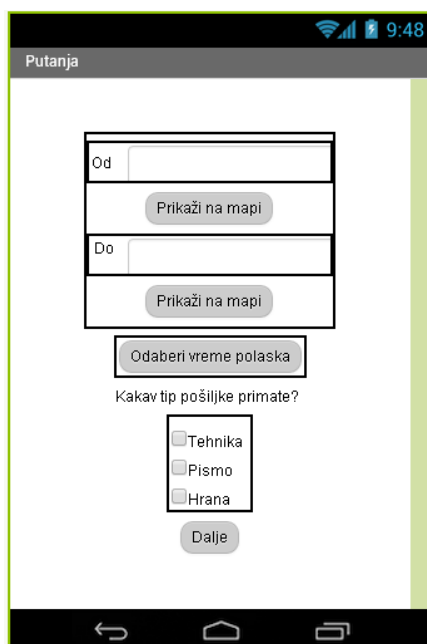 9:48
Putanja
Od
Prikaži na mapi
Do
Prikaži na mapi
Odaberi vreme polaska
Kakav tip pošiljke primate?
Tehnika
Pismo
Hrana
Dalje